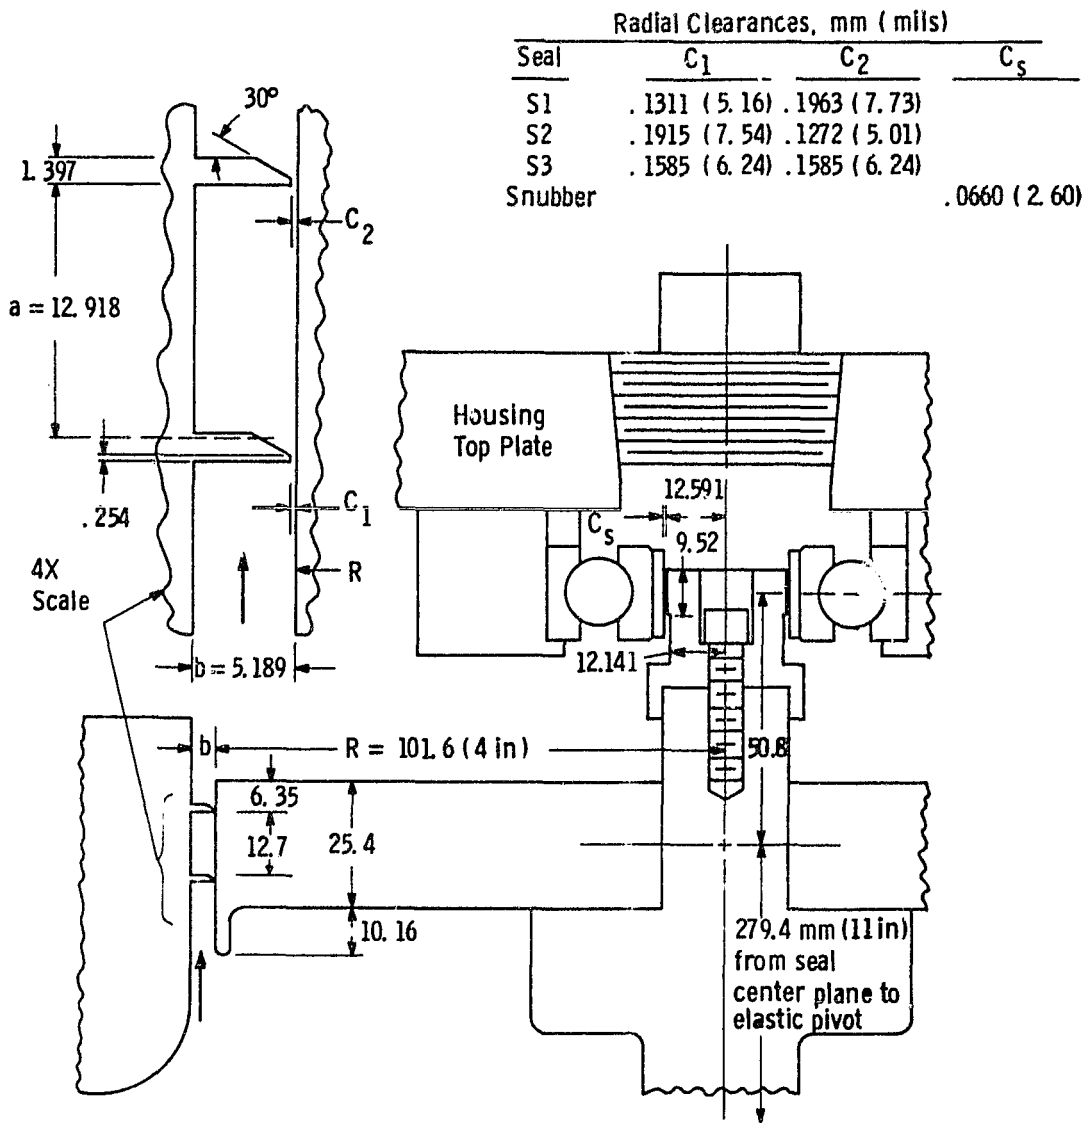 Radial Clearances, mm ( mils)
Seal C1 C2 Cs
S1 .1311 ( 5.16) .1963 ( 7.73)
S2 .1915 ( 7.54) .1272 ( 5.01)
S3 .1585 ( 6.24) .1585 ( 6.24)
Snubber .0660 ( 2.60)
30°
1.397
C2
a = 12.918
.254
C1
4X
Scale
R
b = 5.189
Housing
Top Plate
12.591
Cs
9.52
12.141
b
R = 101.6 (4 in)
50.8
6.35
12.7
25.4
10.16
279.4 mm (11 in)
from seal
center plane to
elastic pivot